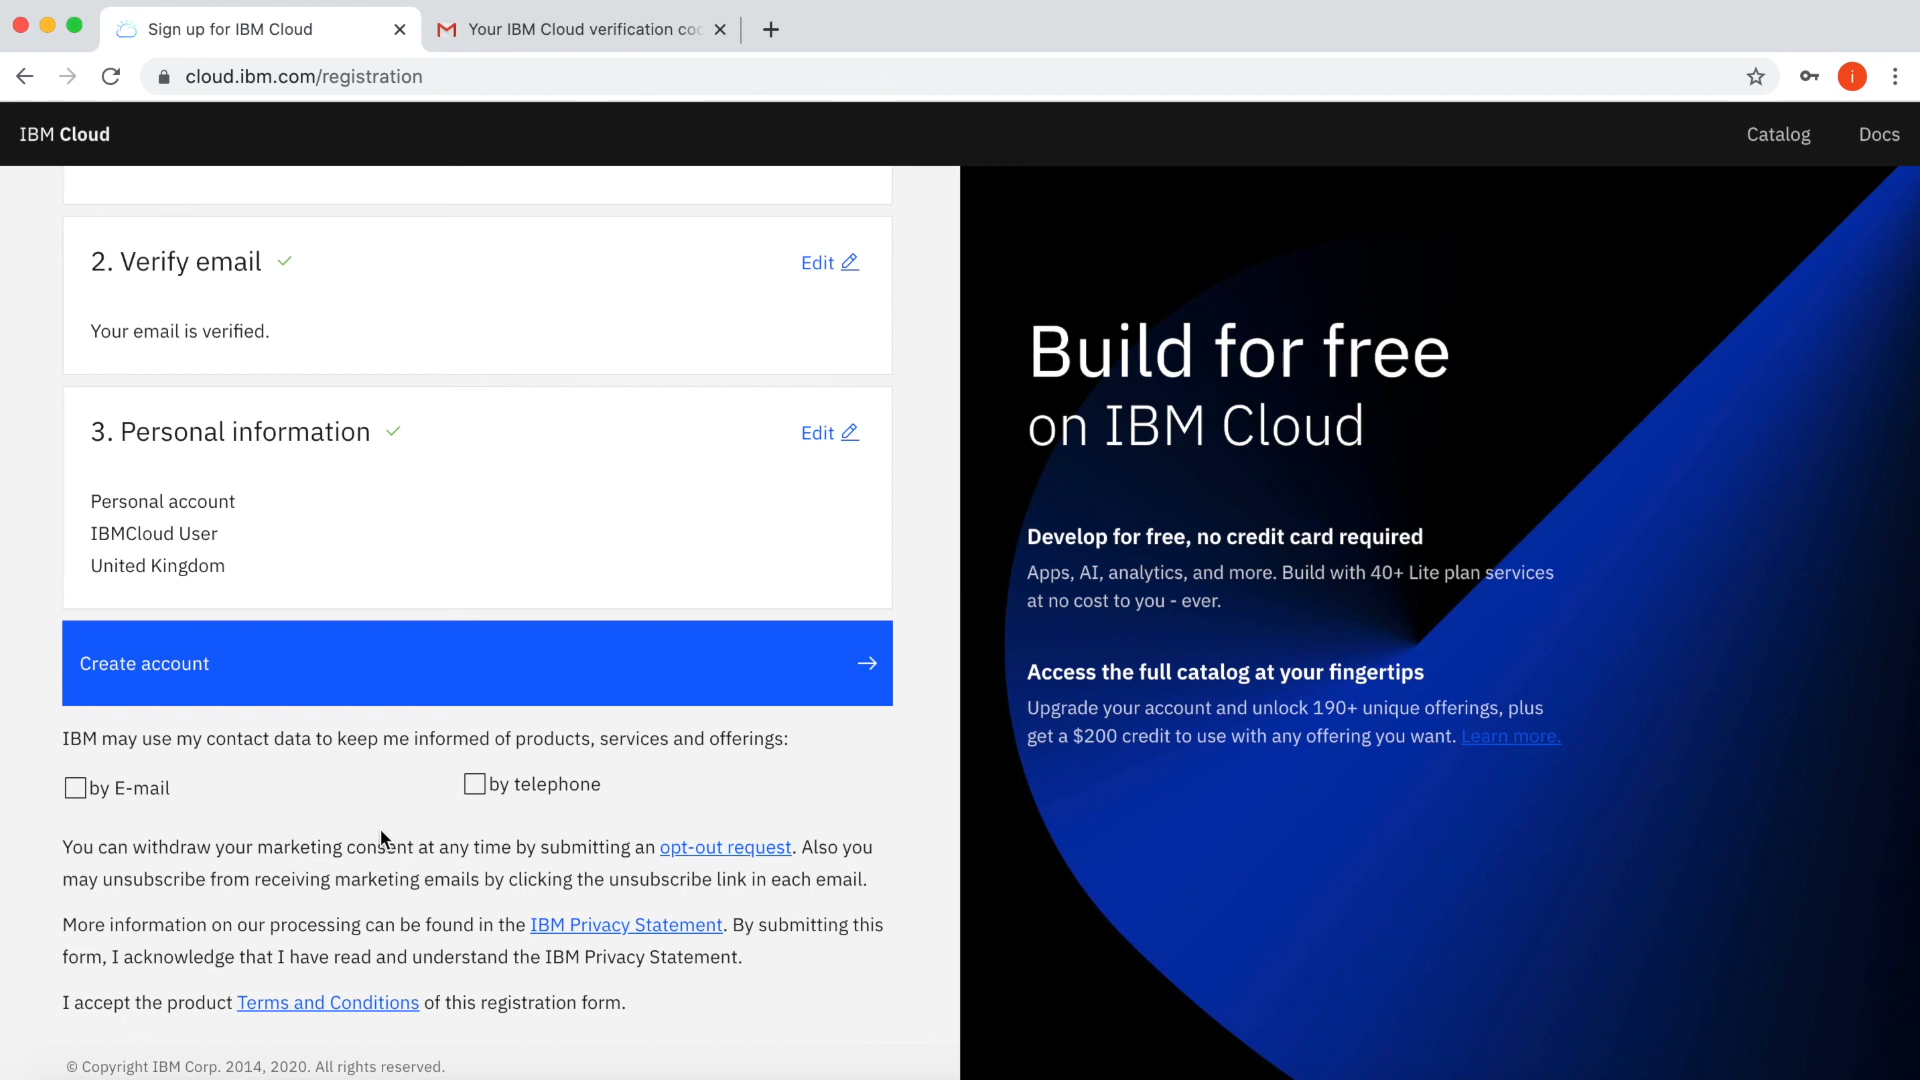 Sign up for IBM Cloud
Your IBM Cloud verification co
cloud.ibm.com/registration
i
IBM Cloud
Catalog
Docs
2. Verify email
Edit
Your email is verified.
3. Personal information
Edit
Personal account
IBMCloud User
United Kingdom
Create account
IBM may use my contact data to keep me informed of products, services and offerings:
by E-mail
by telephone
You can withdraw your marketing consent at any time by submitting an opt-out request. Also you
may unsubscribe from receiving marketing emails by clicking the unsubscribe link in each email.
More information on our processing can be found in the IBM Privacy Statement. By submitting this
form, I acknowledge that I have read and understand the IBM Privacy Statement.
I accept the product Terms and Conditions of this registration form.
© Copyright IBM Corp. 2014, 2020. All rights reserved.
Build for free
on IBM Cloud
Develop for free, no credit card required
Apps, AI, analytics, and more. Build with 40+ Lite plan services
at no cost to you - ever.
Access the full catalog at your fingertips
Upgrade your account and unlock 190+ unique offerings, plus
get a $200 credit to use with any offering you want. Learn more.